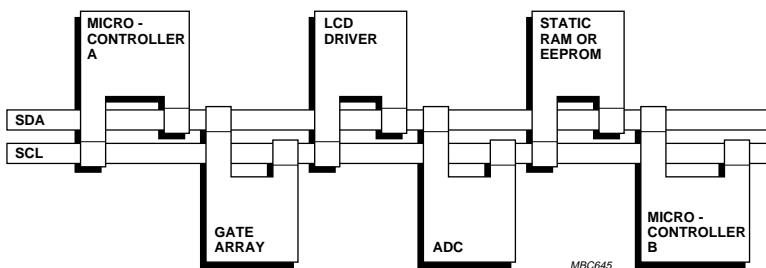 MICRO -
CONTROLLER
A
LCD
DRIVER
STATIC
RAM OR
EEPROM
SDA
SCL
GATE
ARRAY
ADC
MICRO -
CONTROLLER
B
MBC645